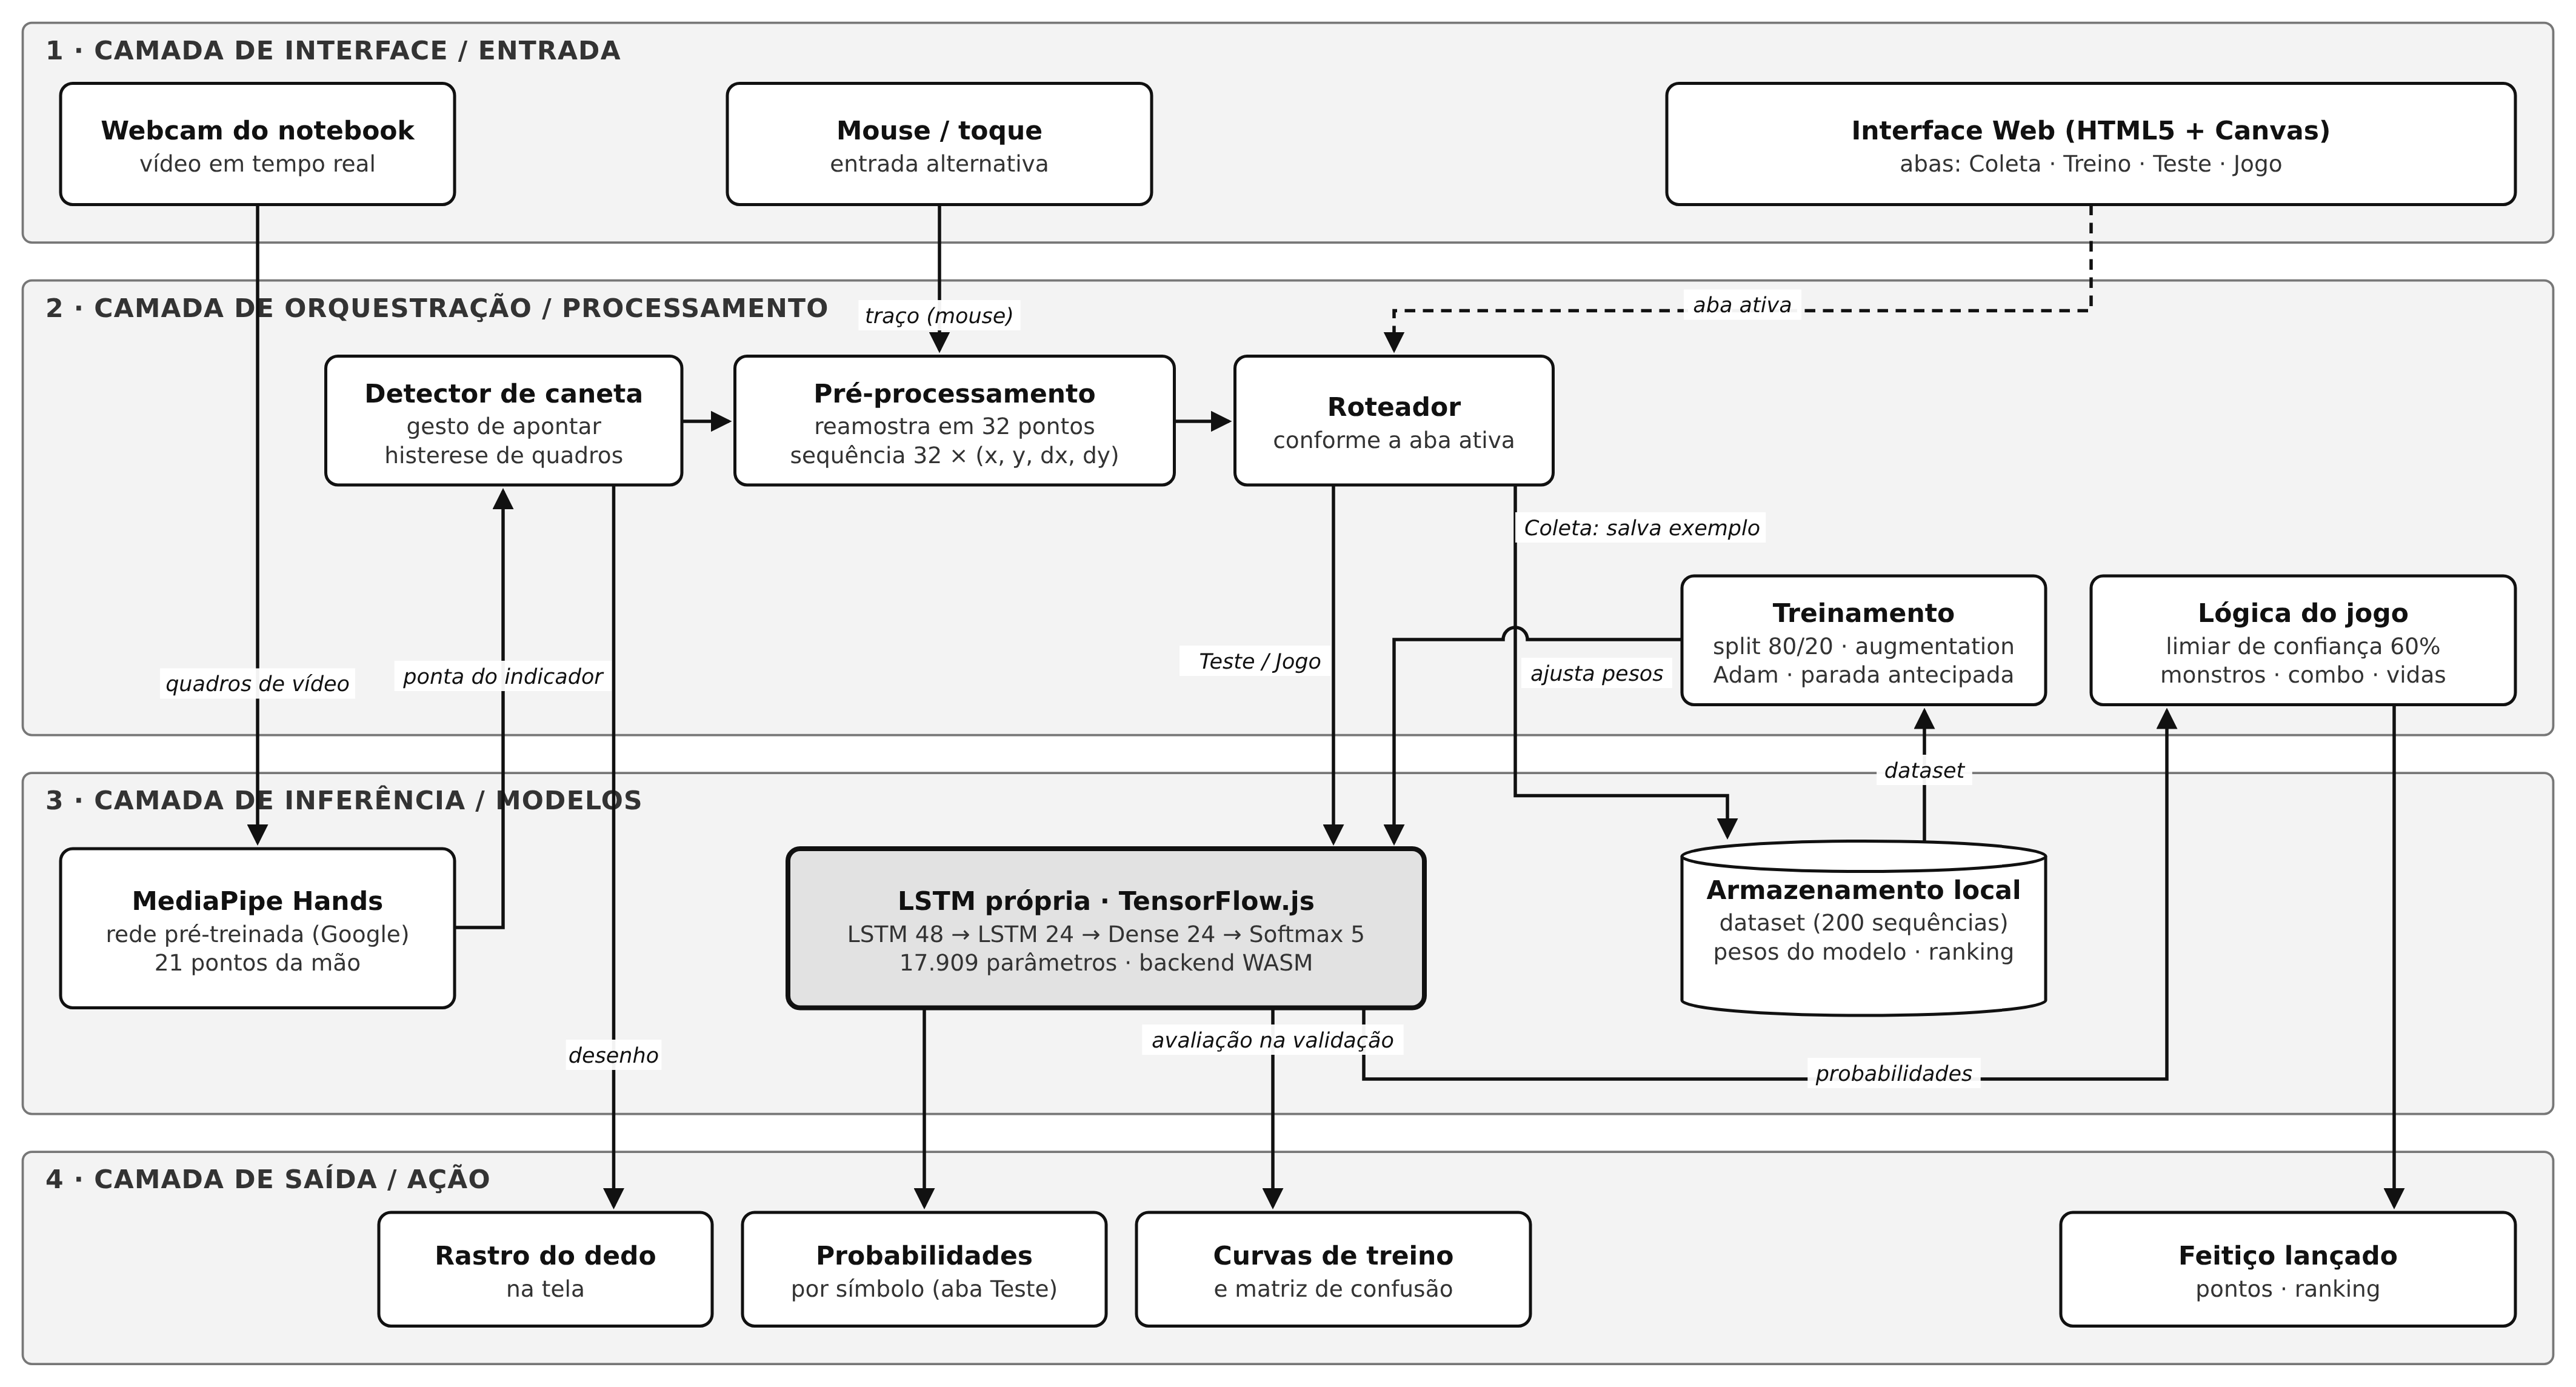 1 · CAMADA DE INTERFACE / ENTRADA
Webcam do notebook
vídeo em tempo real
Mouse / toque
entrada alternativa
Interface Web (HTML5 + Canvas)
abas: Coleta · Treino · Teste · Jogo
2 · CAMADA DE ORQUESTRAÇÃO / PROCESSAMENTO
traço (mouse)
aba ativa
Detector de caneta
gesto de apontar
histerese de quadros
Pré-processamento
reamostra em 32 pontos
sequência 32 × (x, y, dx, dy)
Roteador
conforme a aba ativa
Coleta: salva exemplo
Treinamento
split 80/20 · augmentation
Adam · parada antecipada
Lógica do jogo
limiar de confiança 60%
monstros · combo · vidas
quadros de vídeo
ponta do indicador
Teste / Jogo
ajusta pesos
dataset
3 · CAMADA DE INFERÊNCIA / MODELOS
MediaPipe Hands
rede pré-treinada (Google)
21 pontos da mão
LSTM própria · TensorFlow.js
LSTM 48 → LSTM 24 → Dense 24 → Softmax 5
17.909 parâmetros · backend WASM
Armazenamento local
dataset (200 sequências)
pesos do modelo · ranking
desenho
avaliação na validação
probabilidades
4 · CAMADA DE SAÍDA / AÇÃO
Rastro do dedo
na tela
Probabilidades
por símbolo (aba Teste)
Curvas de treino
e matriz de confusão
Feitiço lançado
pontos · ranking